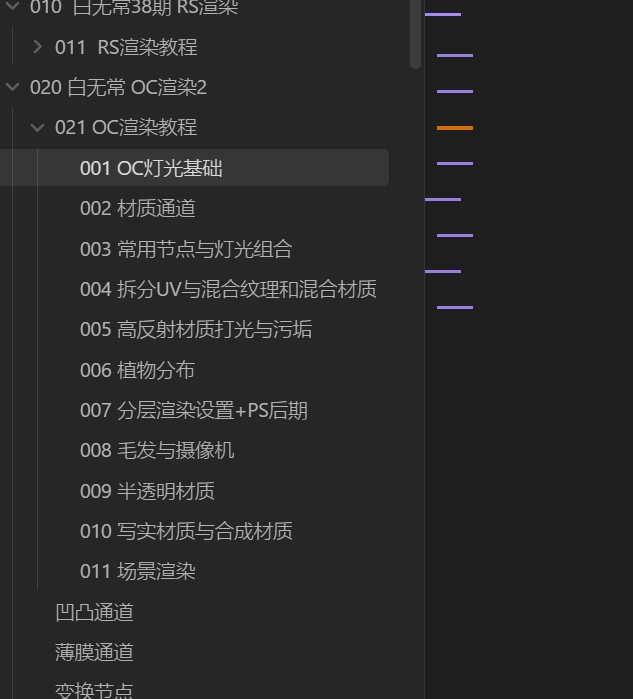 010 白无常38期 RS渲染
011 RS渲染教程
020 白无常 OC渲染2
021 OC渲染教程
001 OC灯光基础
002 材质通道
003 常用节点与灯光组合
004 拆分UV与混合纹理和混合材质
005 高反射材质打光与污垢
006 植物分布
007 分层渲染设置+PS后期
008 毛发与摄像机
009 半透明材质
010 写实材质与合成材质
011 场景渲染
凹凸通道
薄膜通道
变换节点